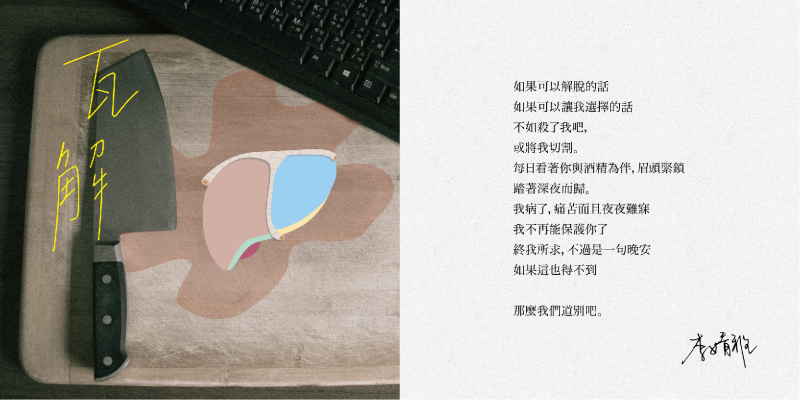 瓦
解
如果可以解脫的話
如果可以讓我選擇的話
不如殺了我吧,
或將我切割。
每日看著你與酒精為伴, 眉頭緊鎖
踏著深夜而歸。
我病了, 痛苦而且夜夜難寐
我不再能保護你了
終我所求, 不過是一句晚安
如果這也得不到
那麼我們道別吧。